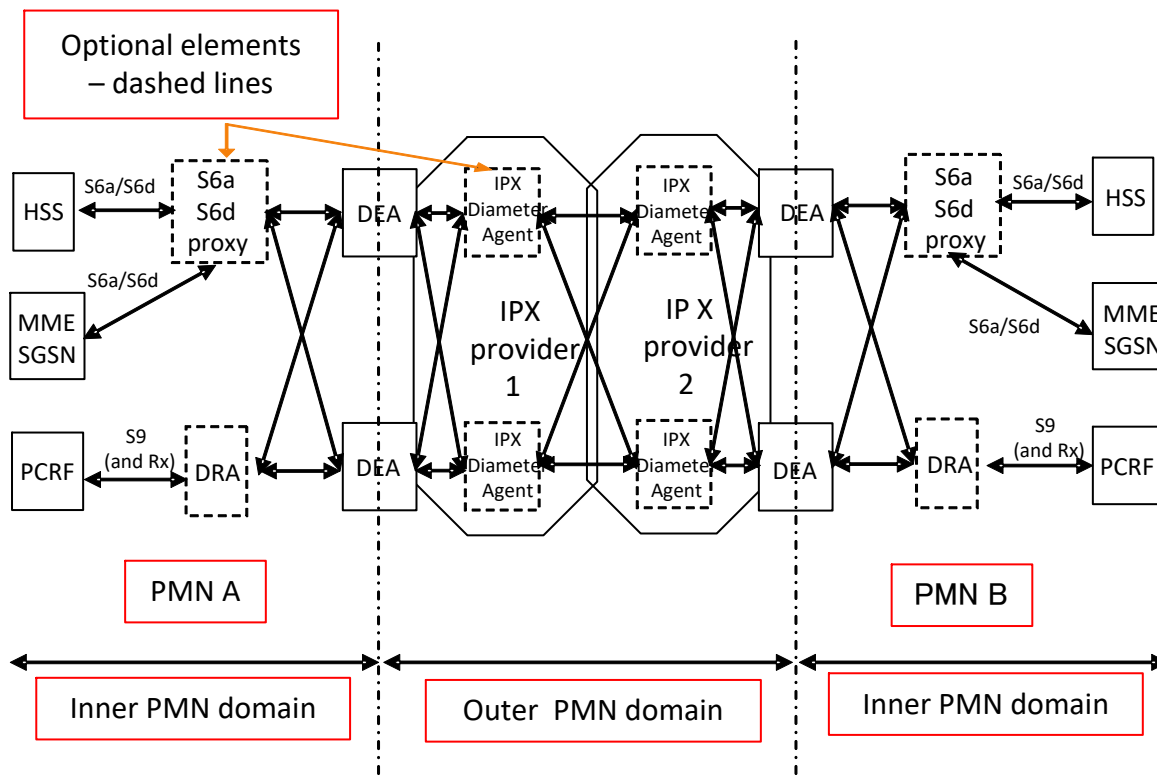 Optional elements
– dashed lines
HSS
S6a/S6d
S6a
S6d
proxy
S6a/S6d
MME
SGSN
PCRF
S9
(and Rx)
DRA
DEA
DEA
IPX
Diameter
Agent
IPX
provider
1
IPX
Diameter
Agent
IPX
Diameter
Agent
IP X
provider
2
IPX
Diameter
Agent
DEA
DEA
S6a
S6d
proxy
S6a/S6d
HSS
S6a/S6d
MME
SGSN
DRA
S9
(and Rx)
PCRF
PMN A
PMN B
Inner PMN domain
Outer PMN domain
Inner PMN domain